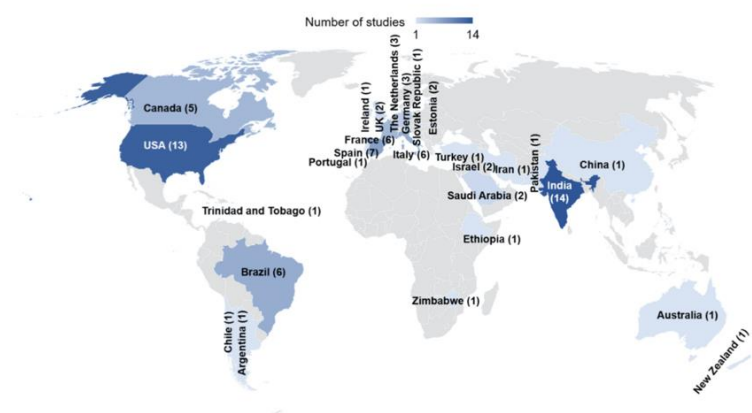 Number of studies
1 14
Canada (5)
USA (13)
Trinidad and Tobago (1)
Brazil (6)
Chile (1)
Argentina (1)
Ireland (1)
UK (2)
The Netherlands (3)
Germany (3)
Slovak Republic (1)
Estonia (2)
France (6)
Spain (7)
Portugal (1)
Italy (6)
Turkey (1)
Israel (2)
Iran (1)
Pakistan (1)
Saudi Arabia (2)
India
(14)
China (1)
Ethiopia (1)
Zimbabwe (1)
Australia (1)
New Zealand (1)